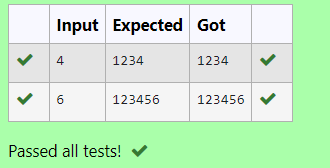 Input Expected Got
4 1234 1234
6 123456 123456
Passed all tests!